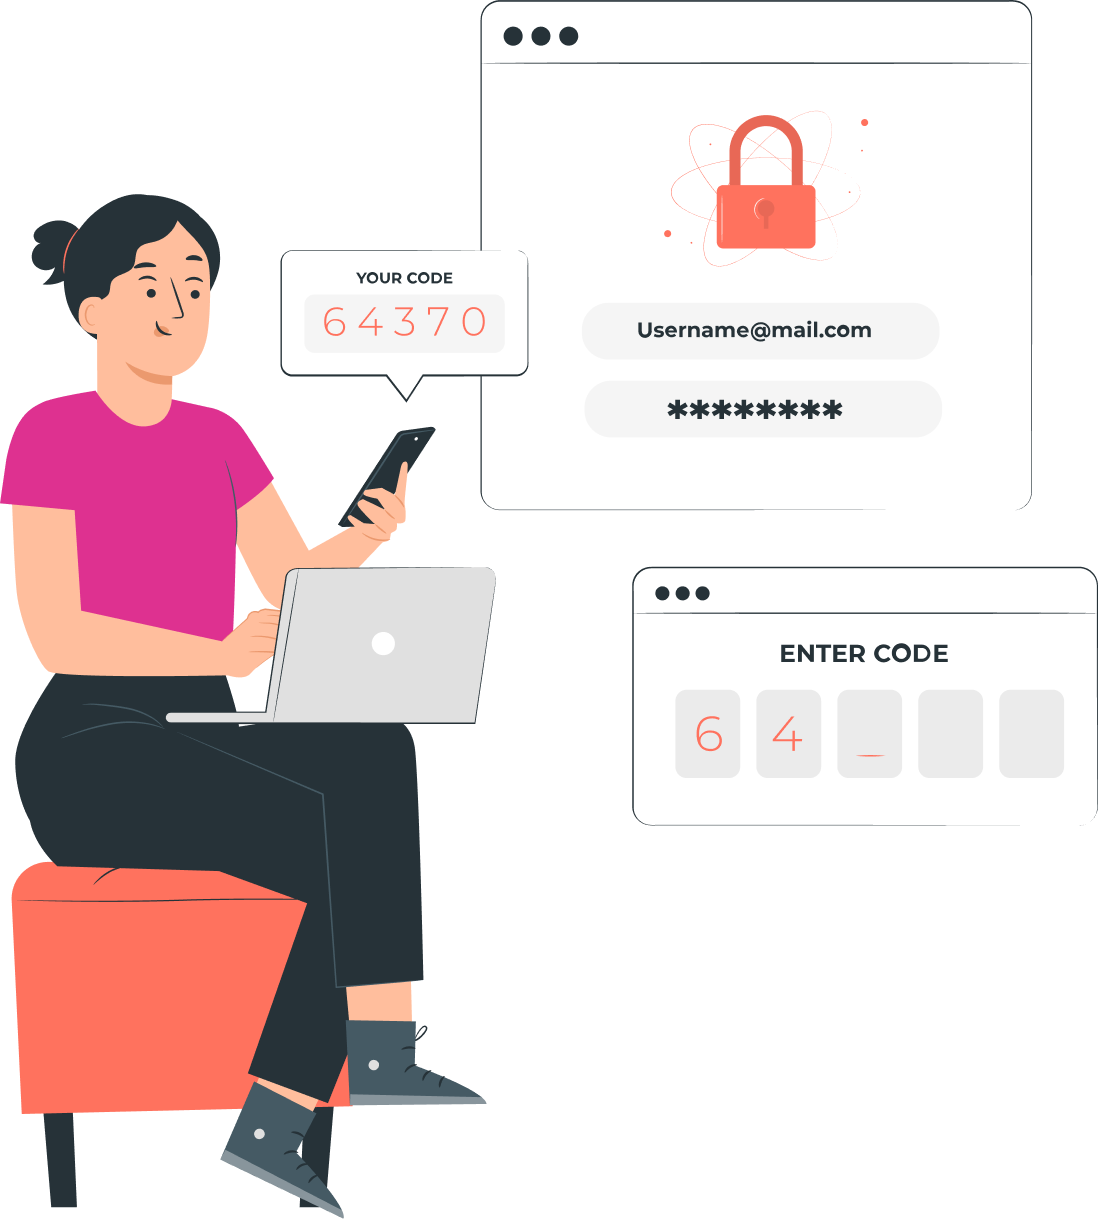 YOUR CODE
64370
Username@mail.com
********
ENTER CODE
6 4 _